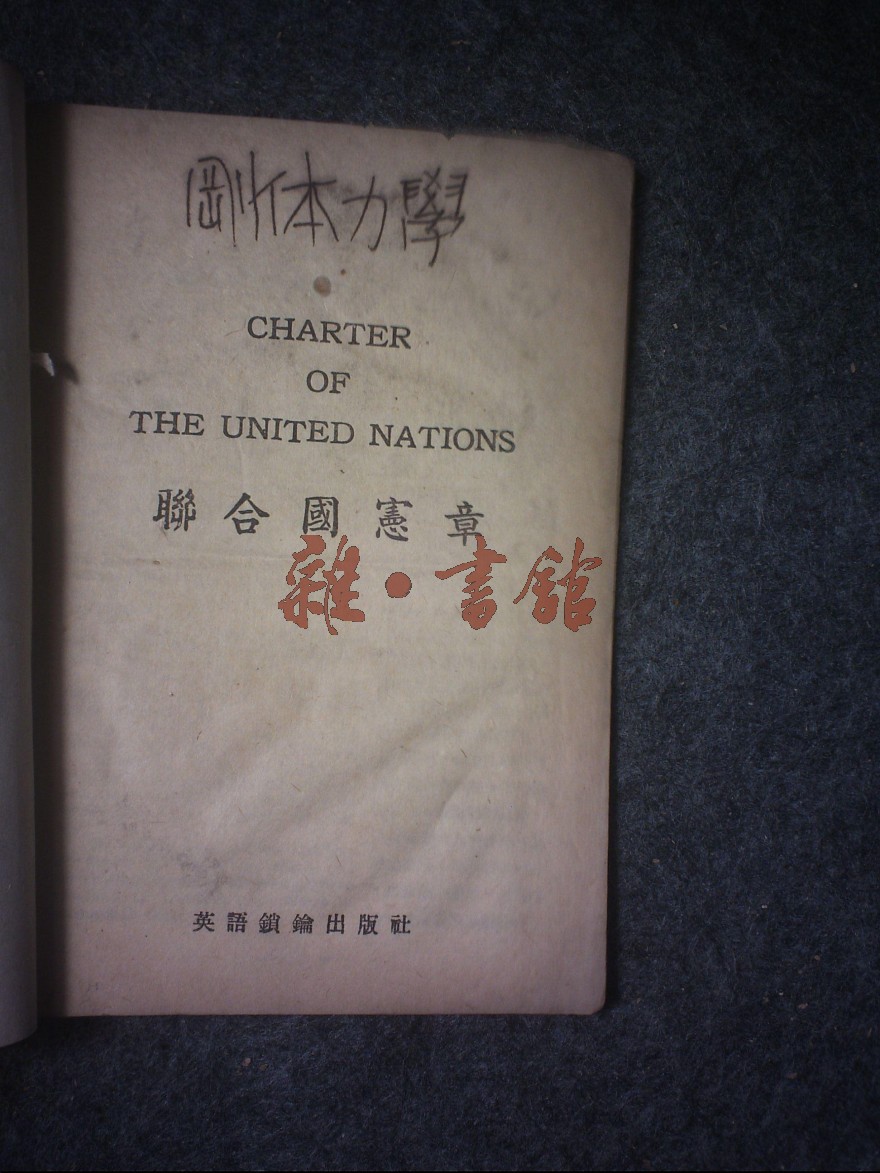 剛体力學
CHARTER
OF
THE UNITED NATIONS
聯合國憲章
雜·書館
英語鎖鑰出版社